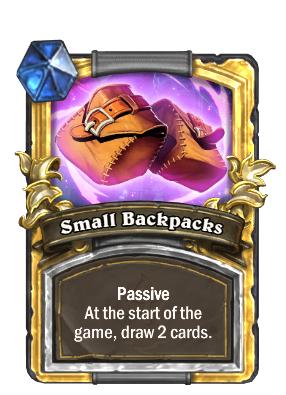 Small Backpacks
Passive
At the start of the
game, draw 2 cards.